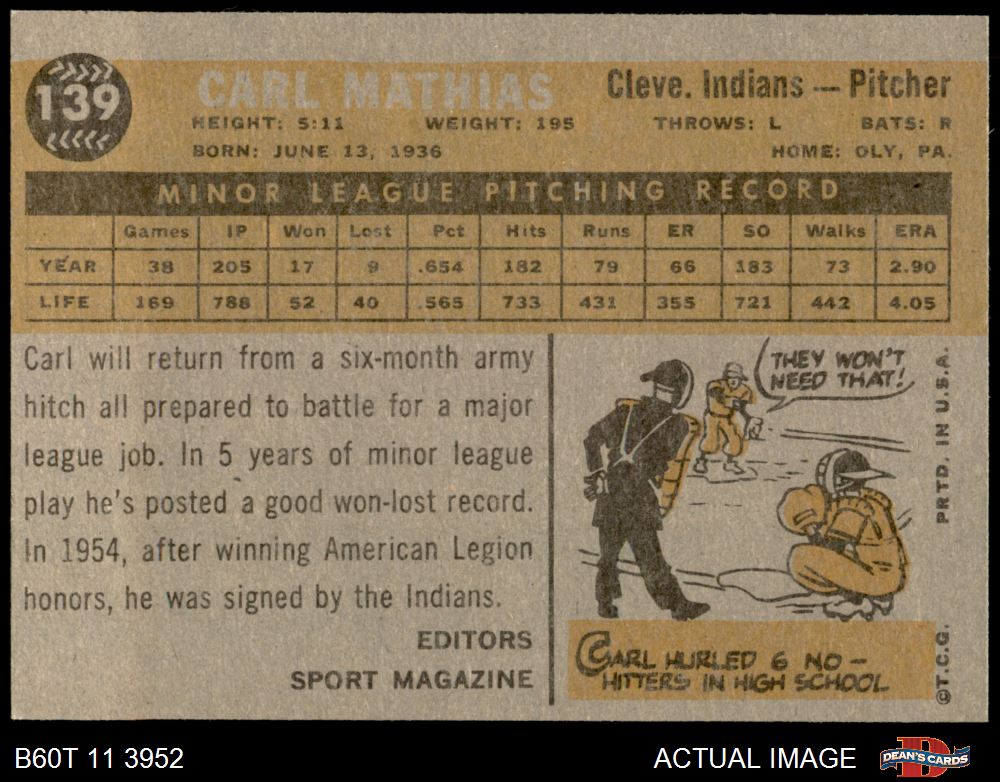 139
CARL MATHIAS
Cleve. Indians — Pitcher
HEIGHT: 5:11 WEIGHT: 195 THROWS: L BATS: R
BORN: JUNE 13, 1936 HOME: OLY, PA.
MINOR LEAGUE PITCHING RECORD
Games IP Won Lost Pct Hits Runs ER SO Walks ERA
YEAR 38 205 17 9 .654 182 79 66 183 73 2.90
LIFE 169 788 52 40 .565 733 431 355 721 442 4.05
Carl will return from a six-month army
hitch all prepared to battle for a major
league job. In 5 years of minor league
play he's posted a good won-lost record.
In 1954, after winning American Legion
honors, he was signed by the Indians.
EDITORS
SPORT MAGAZINE
THEY WON'T
NEED THAT!
CARL HURLED 6 NO-
HITTERS IN HIGH SCHOOL
©T.C.G. PRTD. IN U.S.A.
B60T 11 3952
ACTUAL IMAGE
DEAN'S CARDS